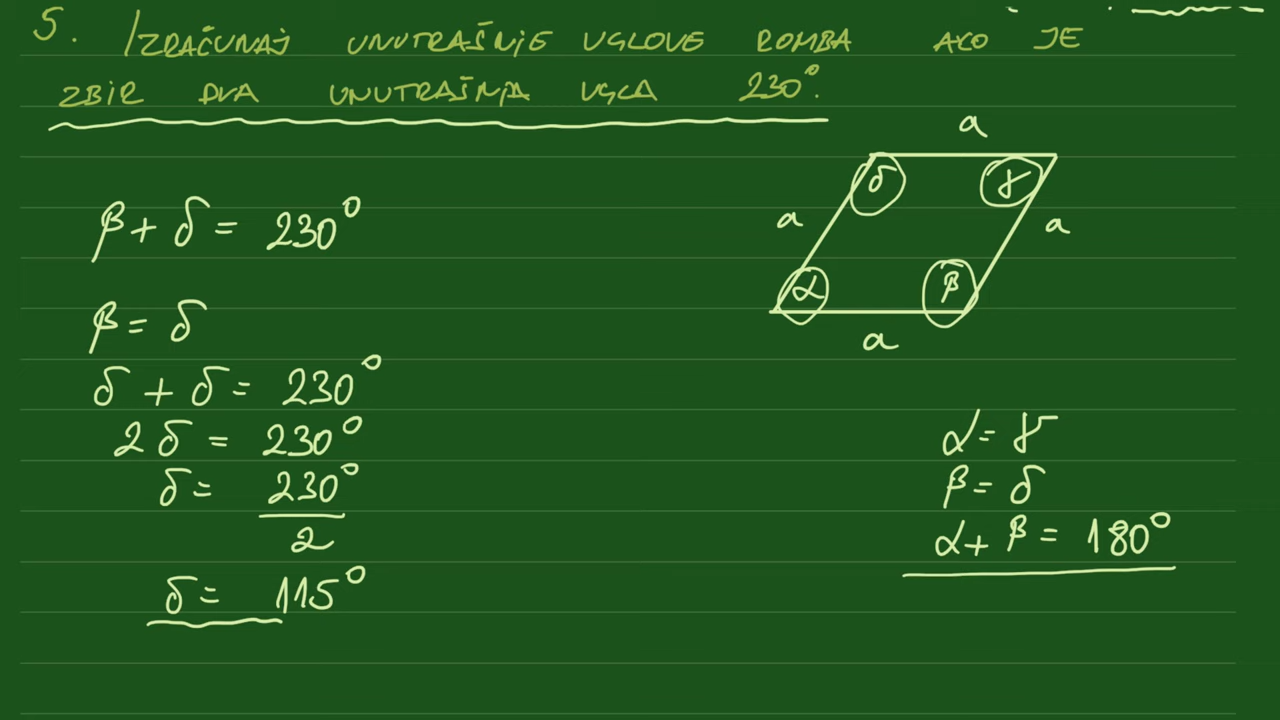 5. IZRAČUNAJ UNUTRAŠNJE UGLOVE ROMBA AKO JE
ZBIR DVA UNUTRAŠNJA UGLA 230°.
a
δ γ
a a
α β
a
β + δ = 230°
β = δ
δ + δ = 230°
2δ = 230°
δ = 230°
2
δ = 115°
α = γ
β = δ
α + β = 180°